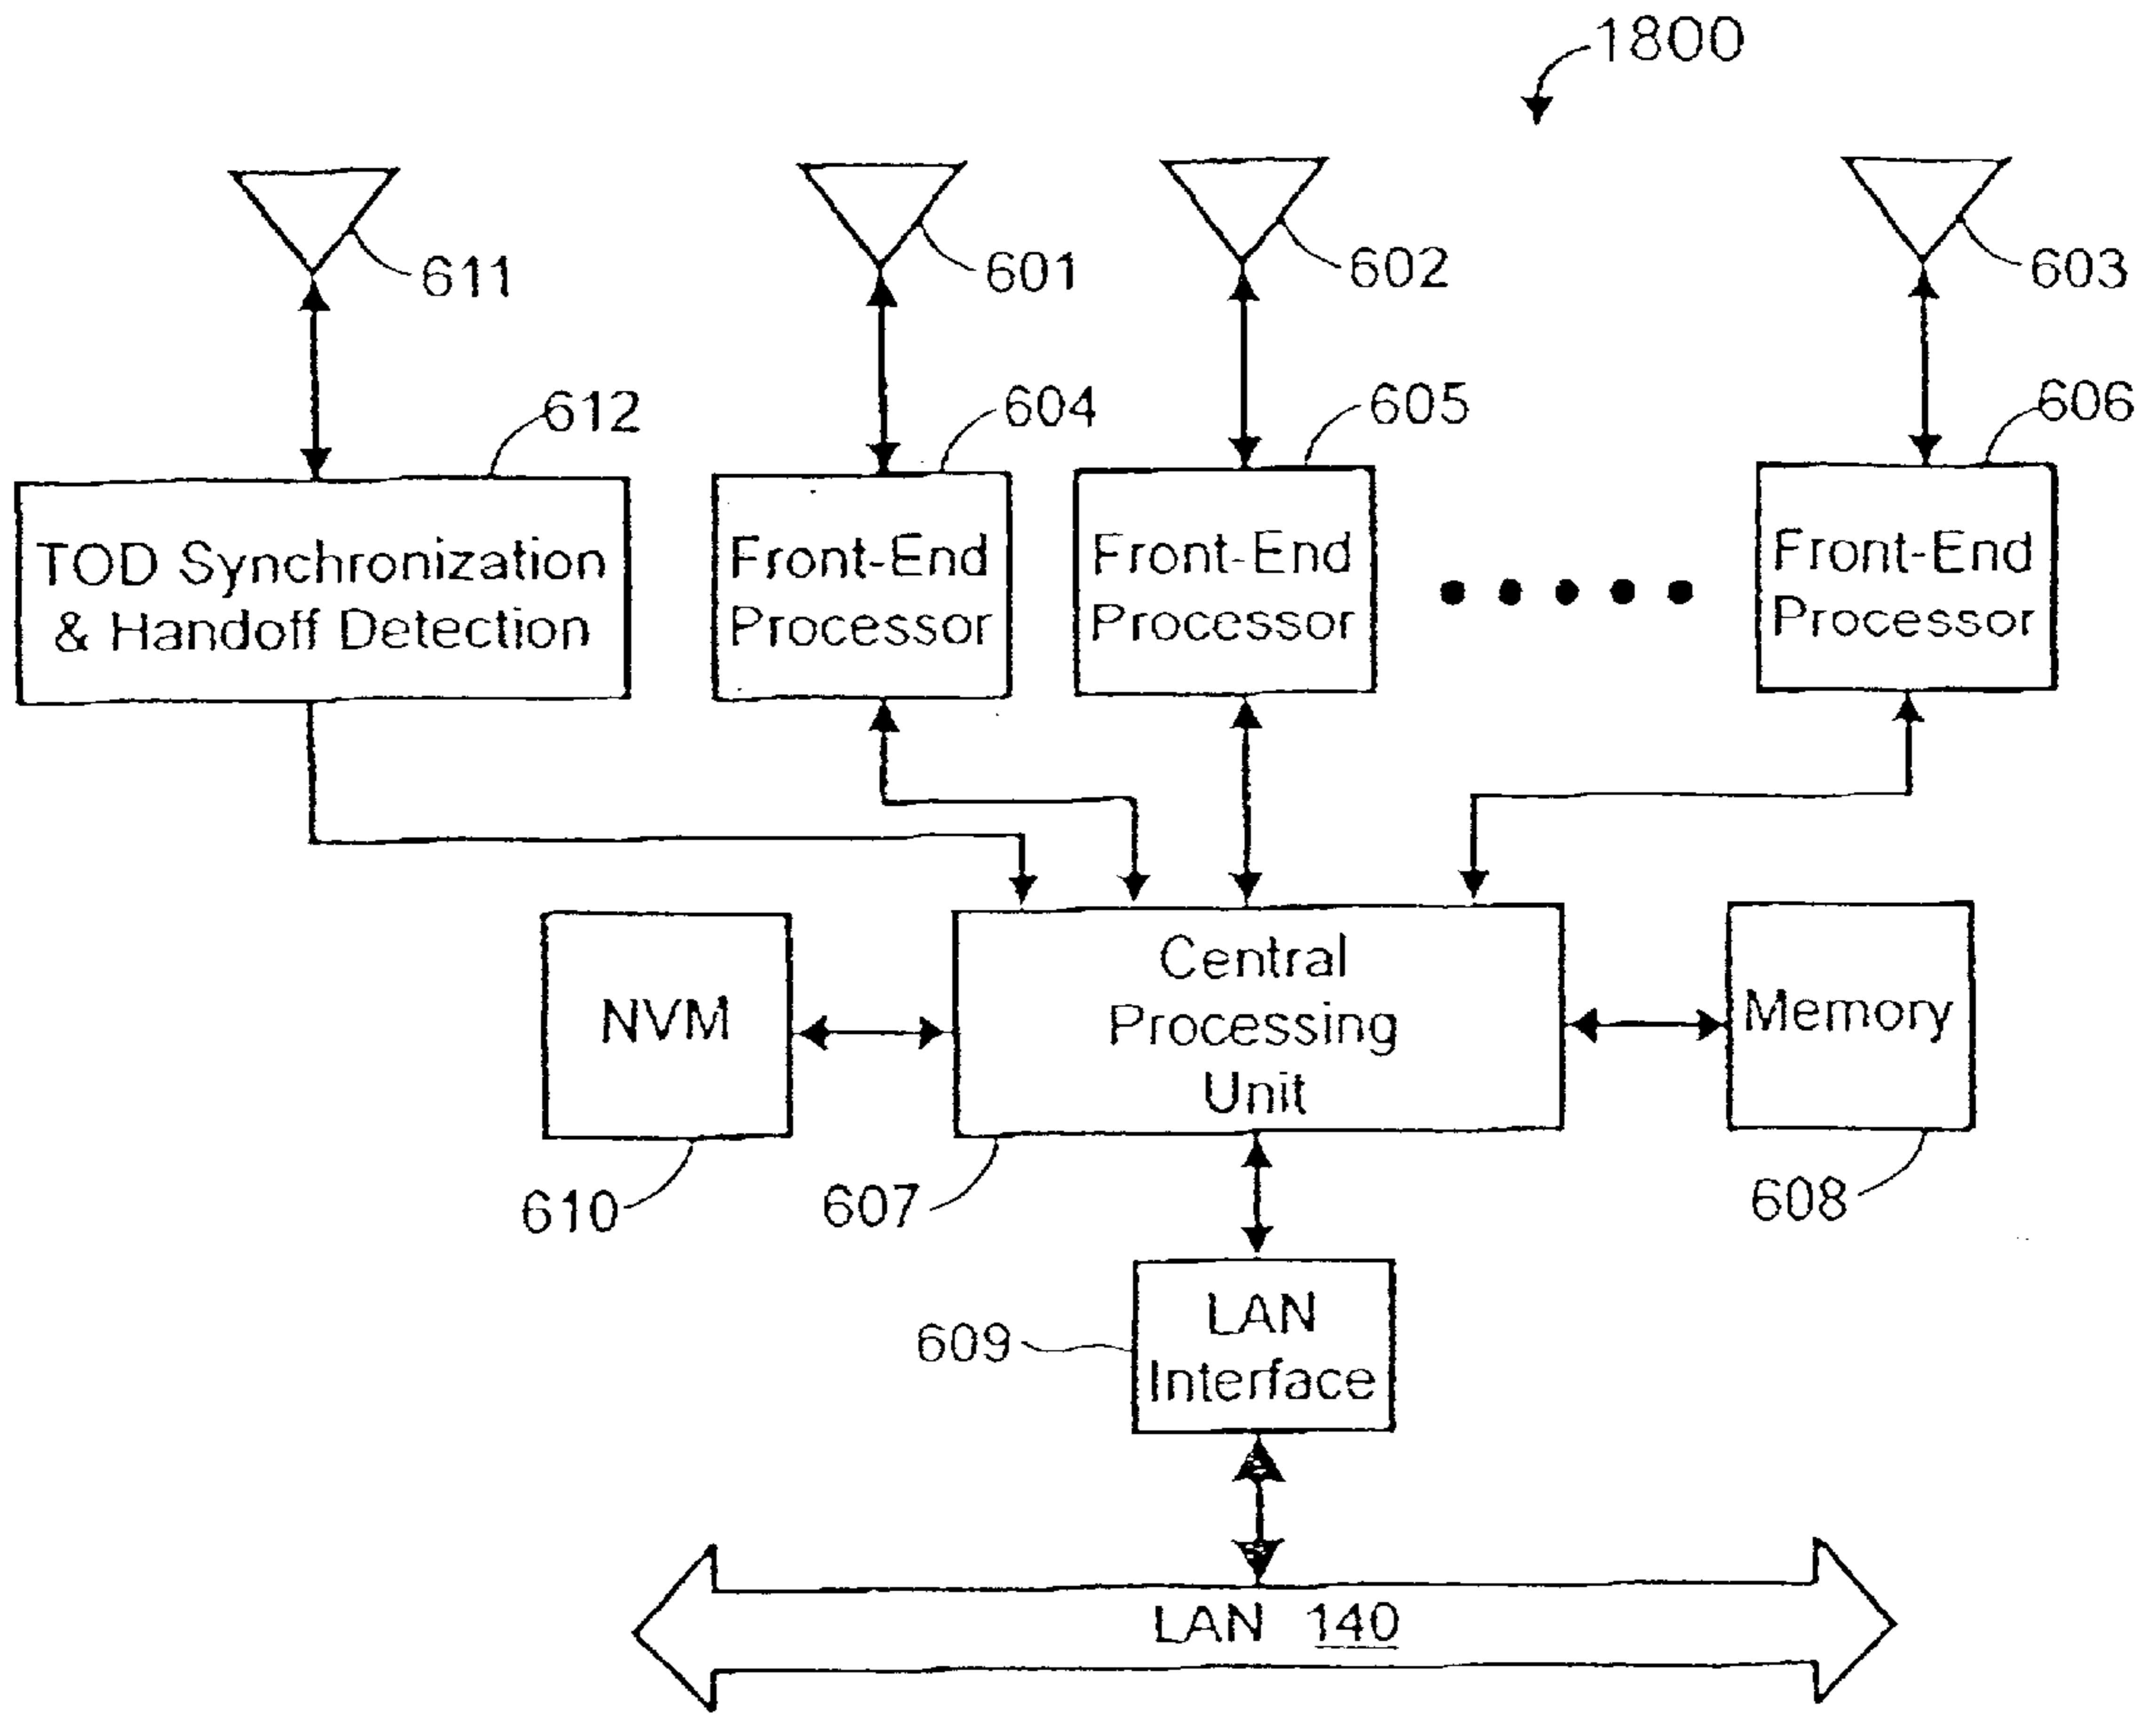 1800
611
601
602
603
612
604
605
606
TOD Synchronization
& Handoff Detection
Front-End
Processor
Front-End
Processor
Front-End
Processor
NVM
Central
Processing
Unit
Memory
610
607
608
609
LAN
Interface
LAN 140